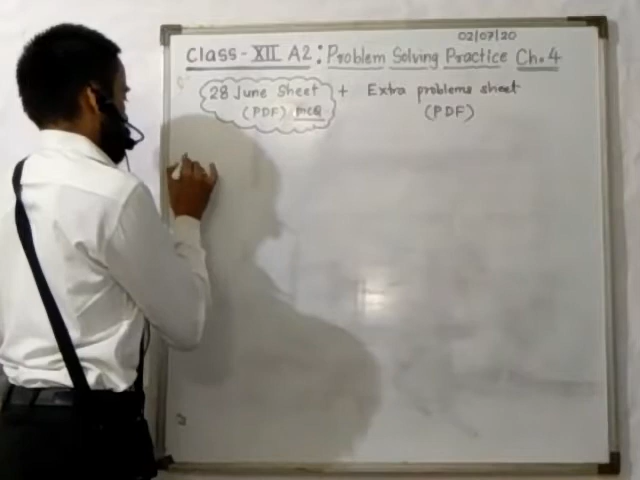 02/07/20
Class - XII A2 : Problem Solving Practice Ch. 4
28 June Sheet + Extra problems sheet
(PDF) MCQ (PDF)